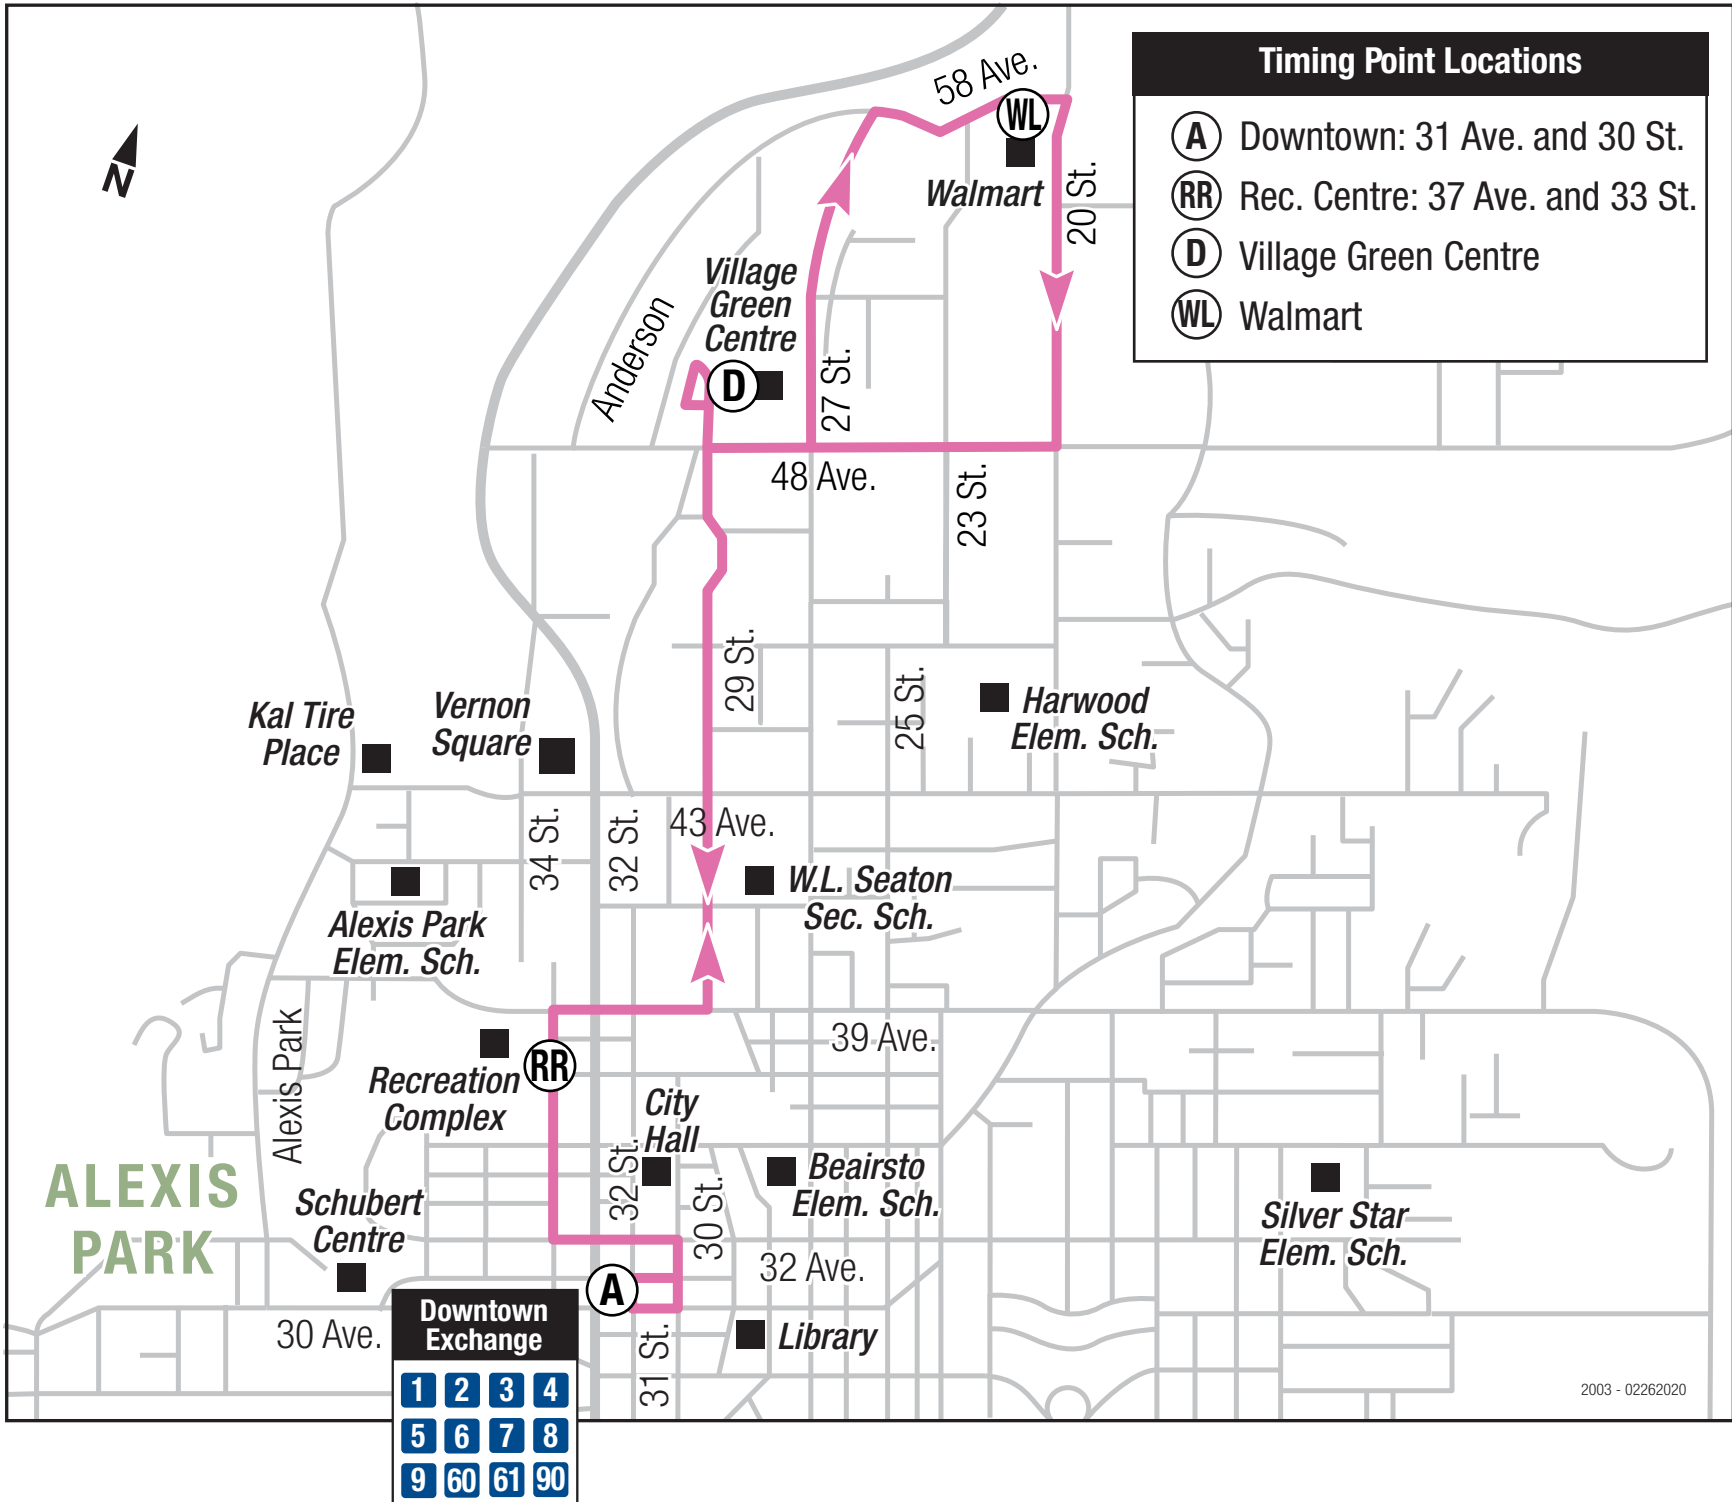 58 Ave.
Timing Point Locations
A Downtown: 31 Ave. and 30 St.
RR Rec. Centre: 37 Ave. and 33 St.
D Village Green Centre
WL Walmart
N
WL
Walmart
20 St.
Village
Green
Centre
Anderson
D
27 St.
48 Ave.
23 St.
29 St.
25 St.
Harwood
Elem. Sch.
Kal Tire
Place
Vernon
Square
34 St.
32 St.
43 Ave.
W.L. Seaton
Sec. Sch.
Alexis Park
Elem. Sch.
Alexis Park
39 Ave.
RR
Recreation
Complex
City
Hall
32 St.
30 St.
Beairsto
Elem. Sch.
ALEXIS
PARK
Schubert
Centre
Silver Star
Elem. Sch.
32 Ave.
A
30 Ave.
Downtown
Exchange
31 St.
Library
1 2 3 4
5 6 7 8
9 60 61 90
2003 - 02262020